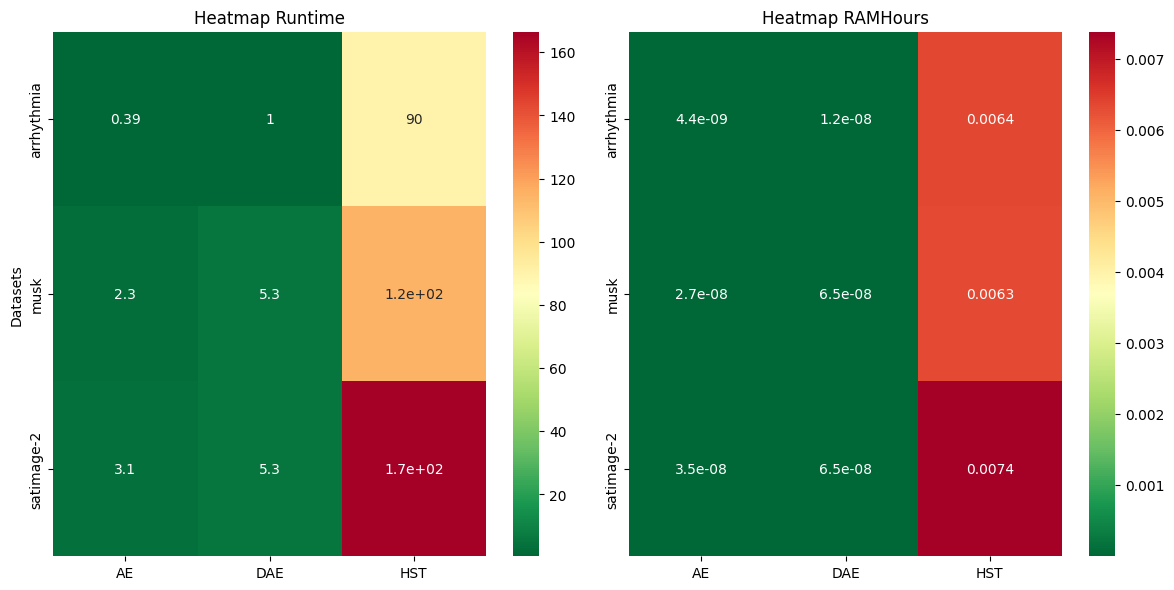 Heatmap Runtime
Datasets
arrhythmia
musk
satimage-2
0.39 1 90
2.3 5.3 1.2e+02
3.1 5.3 1.7e+02
AE DAE HST
160
140
120
100
80
60
40
20
Heatmap RAMHours
arrhythmia
musk
satimage-2
4.4e-09 1.2e-08 0.0064
2.7e-08 6.5e-08 0.0063
3.5e-08 6.5e-08 0.0074
AE DAE HST
0.007
0.006
0.005
0.004
0.003
0.002
0.001